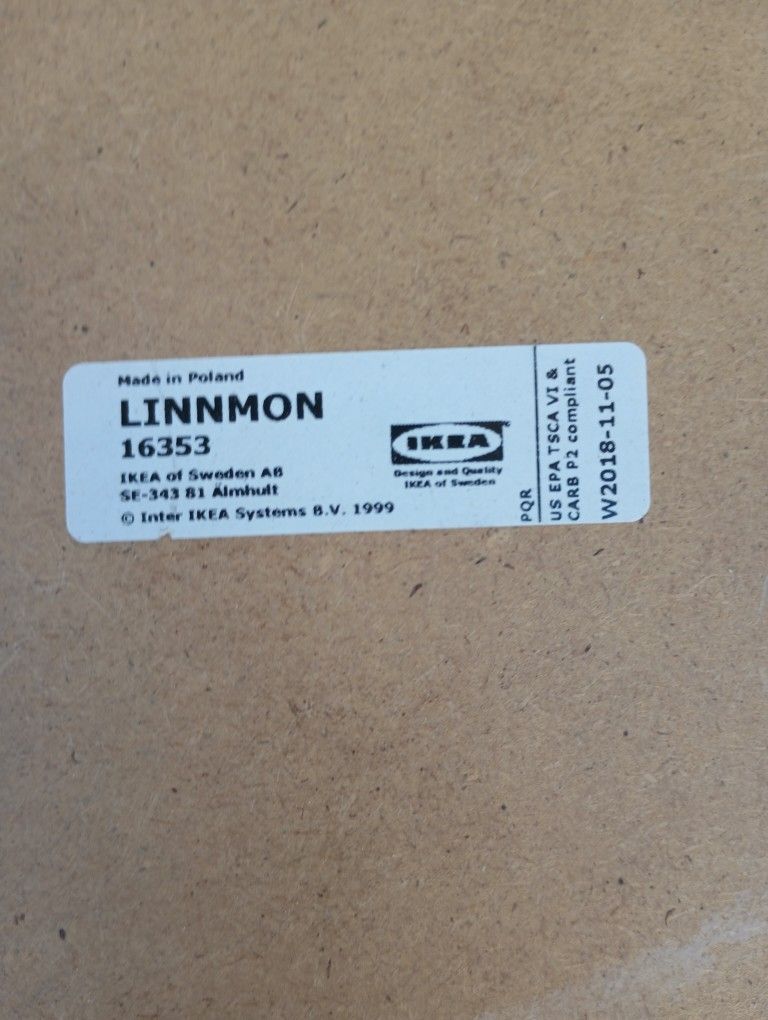 Made in Poland
LINNMON
16353
IKEA of Sweden AB
SE-343 81 Älmhult
© Inter IKEA Systems B.V. 1999
IKEA
Design and Quality
IKEA of Sweden
PQR
US EPA TSCA VI &
CARB P2 compliant
W2018-11-05